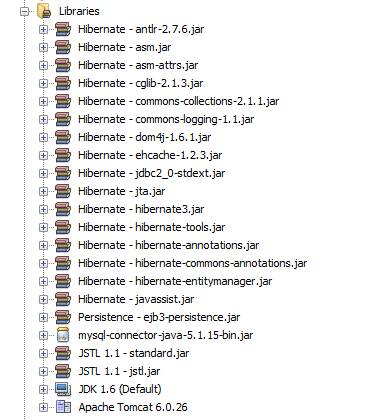 Libraries
Hibernate - antlr-2.7.6.jar
Hibernate - asm.jar
Hibernate - asm-attrs.jar
Hibernate - cglib-2.1.3.jar
Hibernate - commons-collections-2.1.1.jar
Hibernate - commons-logging-1.1.jar
Hibernate - dom4j-1.6.1.jar
Hibernate - ehcache-1.2.3.jar
Hibernate - jdbc2_0-stdext.jar
Hibernate - jta.jar
Hibernate - hibernate3.jar
Hibernate - hibernate-tools.jar
Hibernate - hibernate-annotations.jar
Hibernate - hibernate-commons-annotations.jar
Hibernate - hibernate-entitymanager.jar
Hibernate - javassist.jar
Persistence - ejb3-persistence.jar
mysql-connector-java-5.1.15-bin.jar
JSTL 1.1 - standard.jar
JSTL 1.1 - jstl.jar
JDK 1.6 (Default)
Apache Tomcat 6.0.26